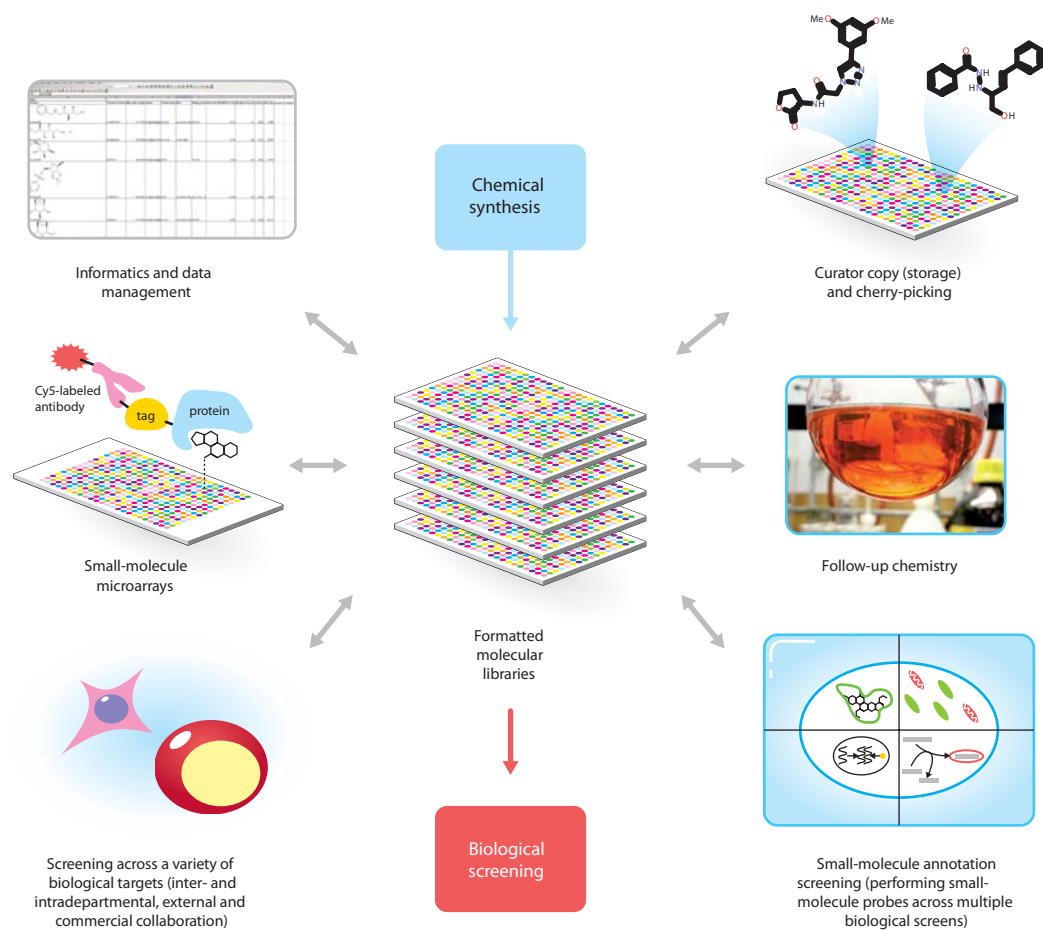 Me
O
O
Me
O
N
N
N
N
H
O
O
O
O
N
H
N
H
O
H
Chemical
synthesis
Informatics and data
management
Curator copy (storage)
and cherry-picking
Cy5-labeled
antibody
tag
protein
Small-molecule
microarrays
Follow-up chemistry
Formatted
molecular
libraries
Biological
screening
Screening across a variety of
biological targets (inter- and
intradepartmental, external and
commercial collaboration)
Small-molecule annotation
screening (performing small-
molecule probes across multiple
biological screens)